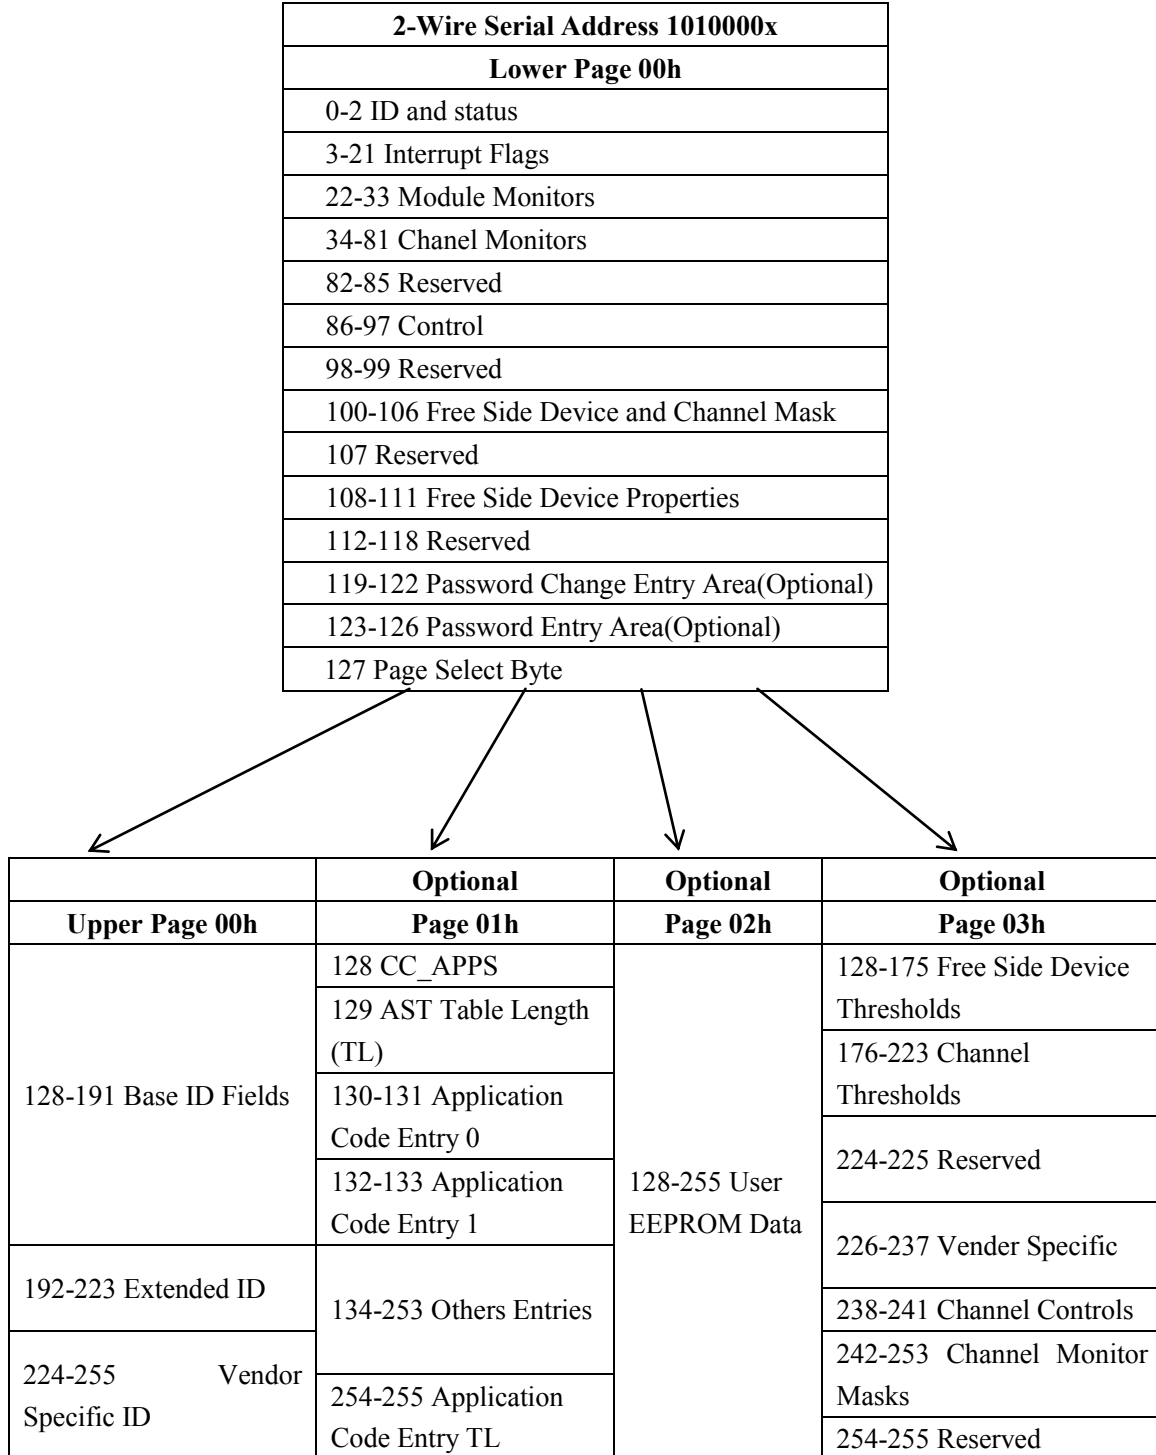 2-Wire Serial Address 1010000x
Lower Page 00h
0-2 ID and status
3-21 Interrupt Flags
22-33 Module Monitors
34-81 Chanel Monitors
82-85 Reserved
86-97 Control
98-99 Reserved
100-106 Free Side Device and Channel Mask
107 Reserved
108-111 Free Side Device Properties
112-118 Reserved
119-122 Password Change Entry Area(Optional)
123-126 Password Entry Area(Optional)
127 Page Select Byte
Upper Page 00h
128-191 Base ID Fields
192-223 Extended ID
224-255 Vendor
Specific ID
Optional
Page 01h
128 CC_APPS
129 AST Table Length
(TL)
130-131 Application
Code Entry 0
132-133 Application
Code Entry 1
134-253 Others Entries
254-255 Application
Code Entry TL
Optional
Page 02h
128-255 User
EEPROM Data
Optional
Page 03h
128-175 Free Side Device
Thresholds
176-223 Channel
Thresholds
224-225 Reserved
226-237 Vender Specific
238-241 Channel Controls
242-253 Channel Monitor
Masks
254-255 Reserved